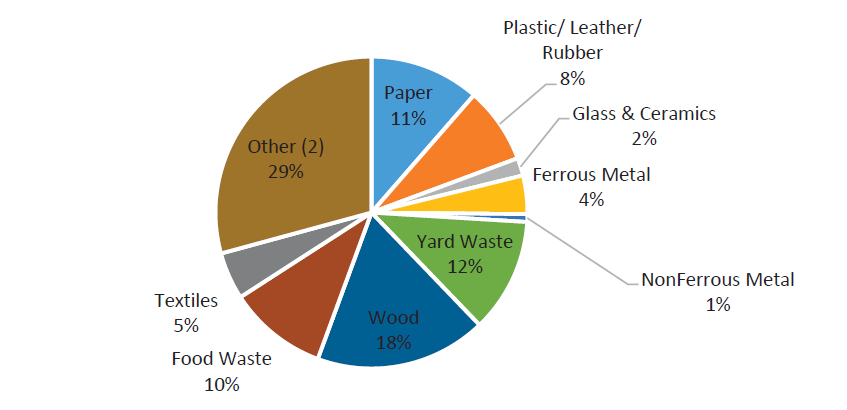 Plastic/ Leather/
Rubber
8%
Paper
11%
Glass & Ceramics
2%
Ferrous Metal
4%
Other (2)
29%
Yard Waste
12%
NonFerrous Metal
1%
Textiles
5%
Wood
18%
Food Waste
10%